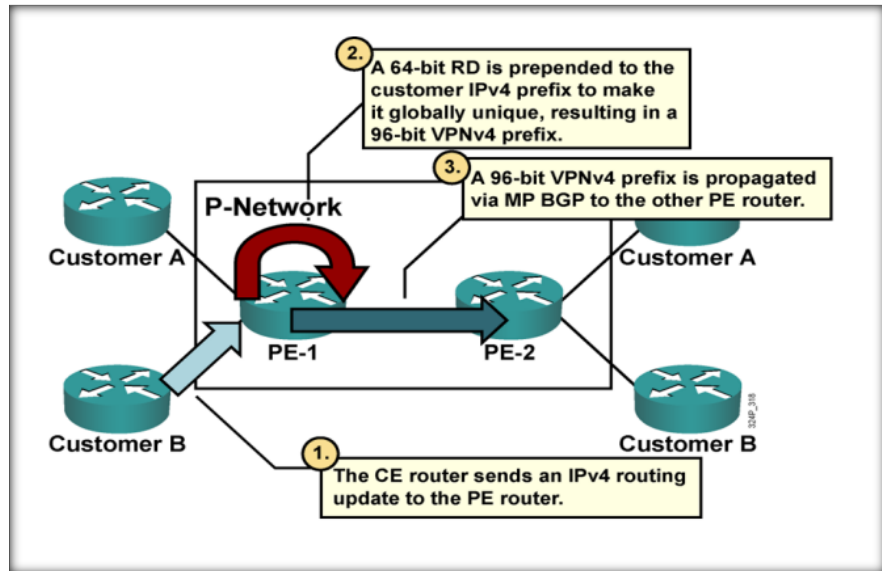 2.
A 64-bit RD is prepended to the
customer IPv4 prefix to make
it globally unique, resulting in a
96-bit VPNv4 prefix.
3.
A 96-bit VPNv4 prefix is propagated
via MP BGP to the other PE router.
P-Network
Customer A
Customer A
PE-1
PE-2
Customer B
Customer B
324P_318
1.
The CE router sends an IPv4 routing
update to the PE router.